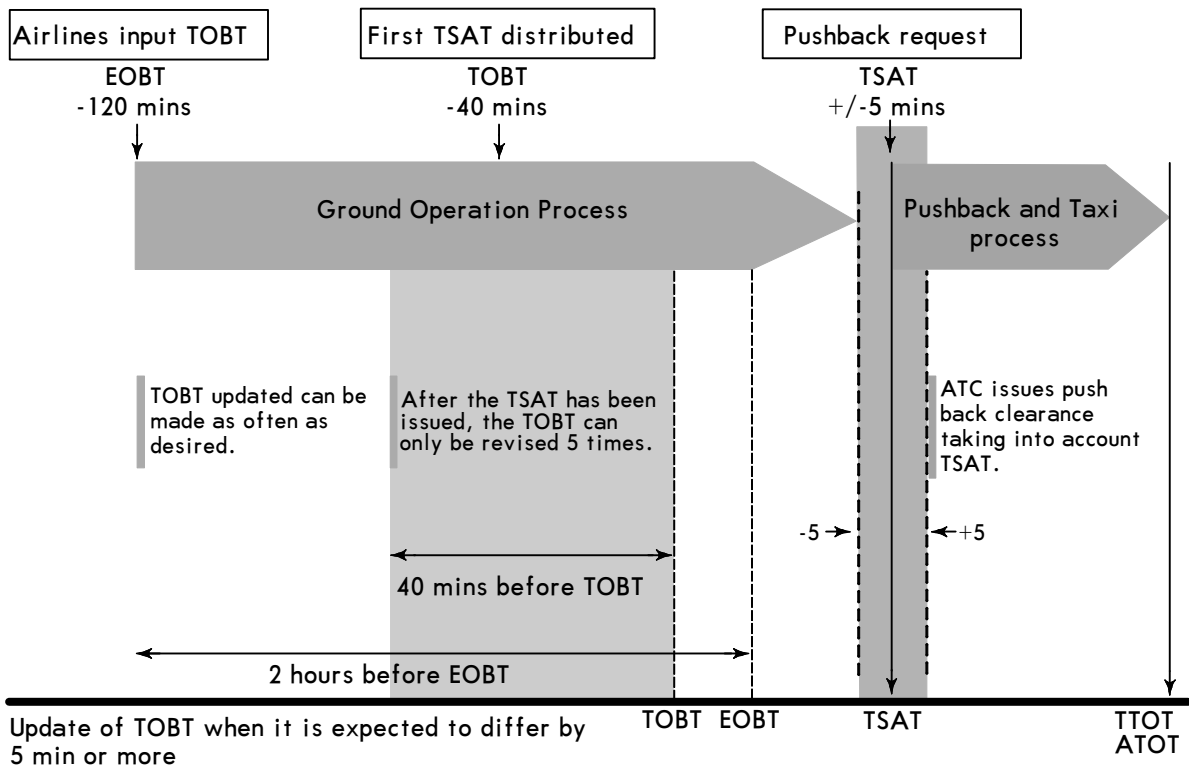 Airlines input TOBT
EOBT
-120 mins
First TSAT distributed
TOBT
-40 mins
Pushback request
TSAT
+/-5 mins
Ground Operation Process
Pushback and Taxi
process
TOBT updated can be
made as often as
desired.
After the TSAT has been
issued, the TOBT can
only be revised 5 times.
ATC issues push
back clearance
taking into account
TSAT.
-5
+5
40 mins before TOBT
2 hours before EOBT
TOBT
EOBT
TSAT
TTOT
ATOT
Update of TOBT when it is expected to differ by
5 min or more